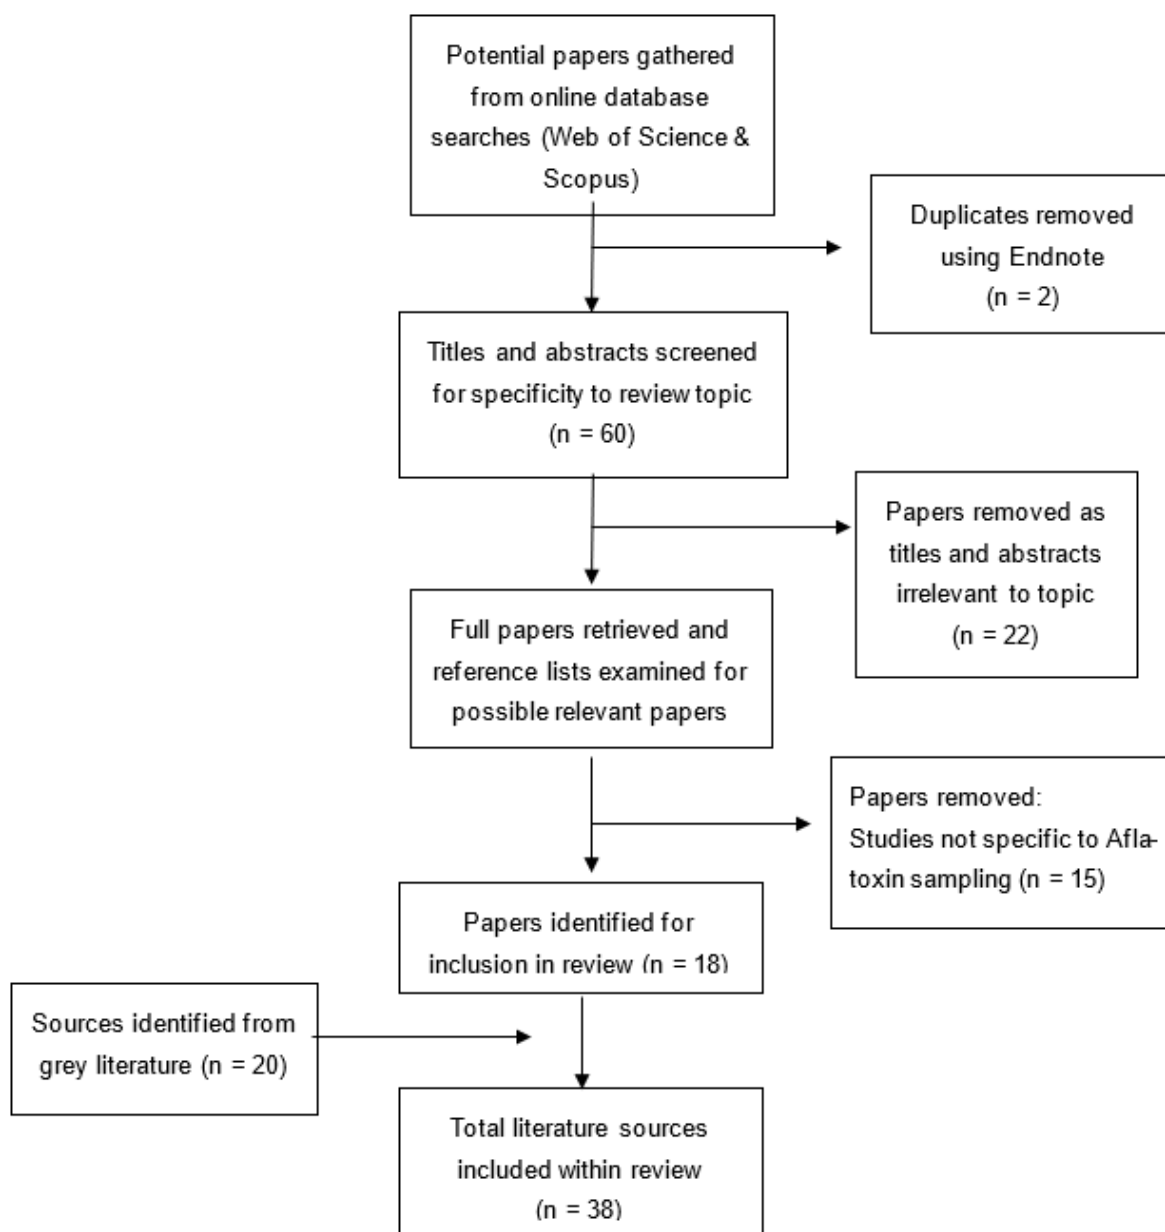 Potential papers gathered
from online database
searches (Web of Science &
Scopus)
Duplicates removed
using Endnote
(n = 2)
Titles and abstracts screened
for specificity to review topic
(n = 60)
Papers removed as
titles and abstracts
irrelevant to topic
(n = 22)
Full papers retrieved and
reference lists examined for
possible relevant papers
Papers removed:
Studies not specific to Afla-
toxin sampling (n = 15)
Papers identified for
inclusion in review (n = 18)
Sources identified from
grey literature (n = 20)
Total literature sources
included within review
(n = 38)